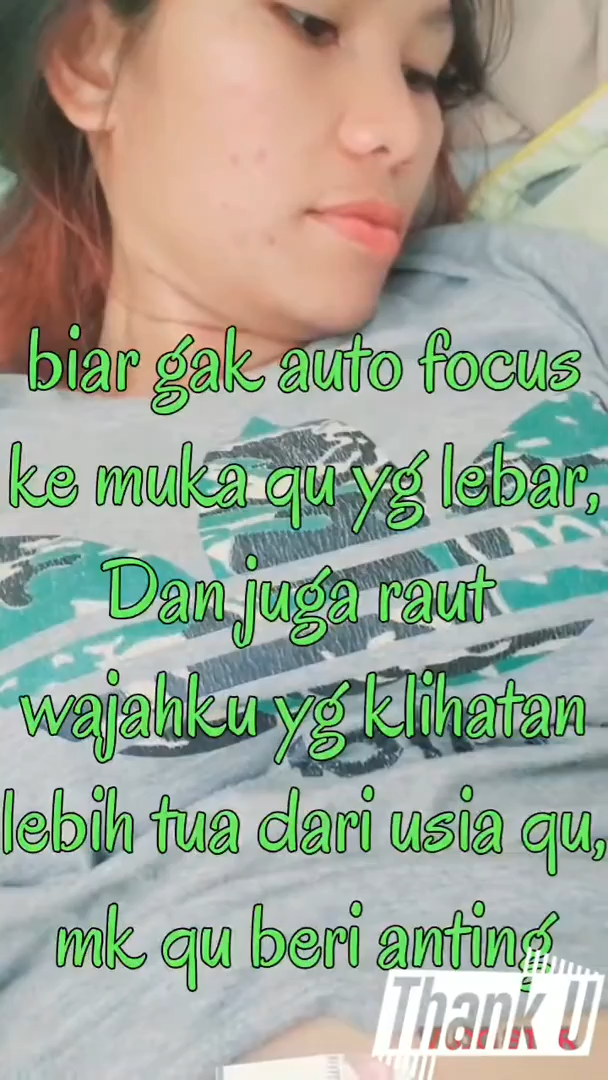 biar gak auto focus
ke muka qu yg lebar,
Dan juga raut
wajahku yg klihatan
lebih tua dari usia qu,
mk qu beri anting
Thank U